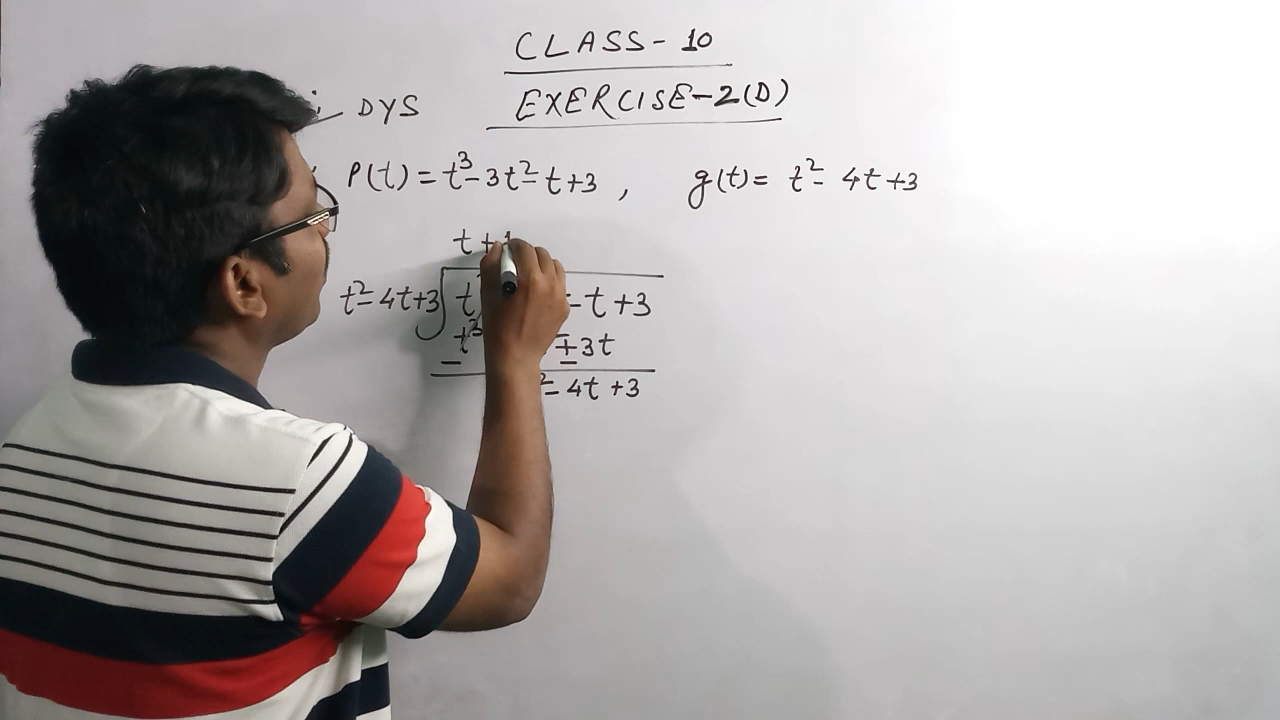 CLASS-10
DYS EXERCISE-2(D)
P(t) = t³-3t²-t+3 , g(t) = t²-4t+3
t+1
t²-4t+3 t -t+3
t³ +3t
²-4t+3